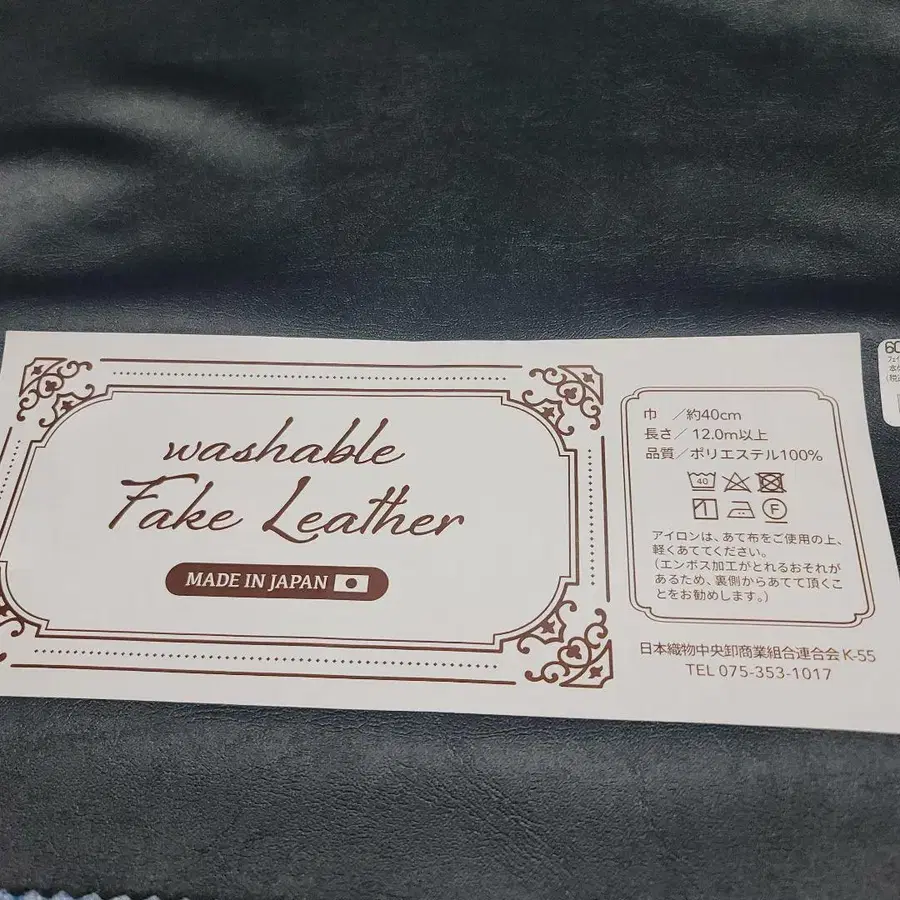 washable
Fake Leather
MADE IN JAPAN
巾 ／約40cm
長さ／ 12.0m以上
品質／ポリエステル100%
40
F
アイロンは、あて布をご使用の上、
軽くあててください。
（エンボス加工がとれるおそれが
あるため、裏側からあてて頂くこ
とをお勧めします。）
日本織物中央卸商業組合連合会 K-55
TEL 075-353-1017